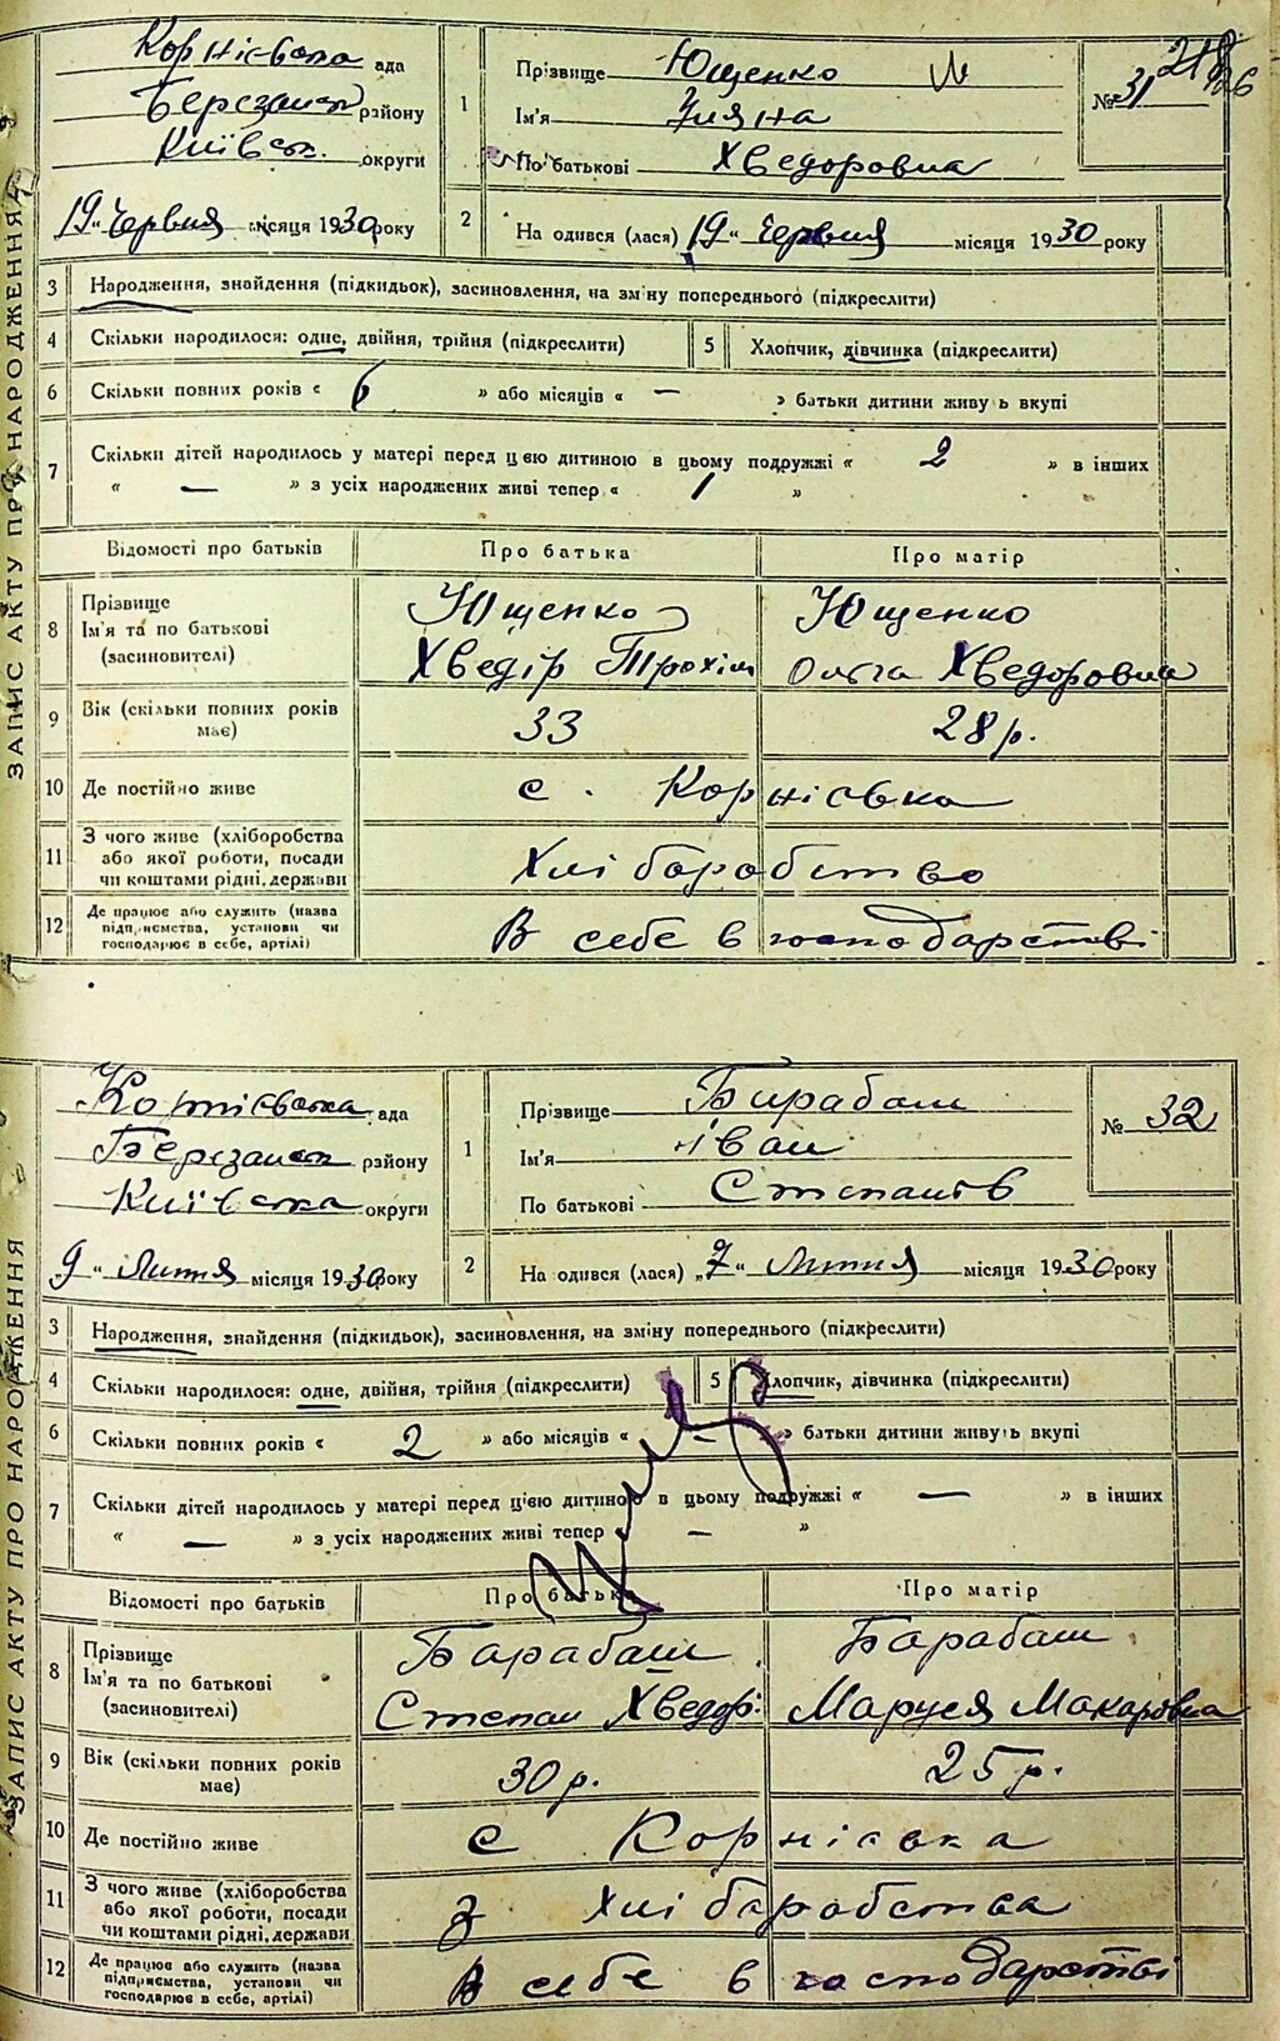 ЗАПИС АКТУ ПРО НАРОДЖЕННЯ
Корнієвска ада
Березанск району
Київськ. округи
19 " Червня місяця 1930 року
1 Прізвище Ющенко
Ім'я Уляна
По батькові Хведоровна
№ 31
2 На одився (лася) 19 " Червня місяця 1930 року
3 Народження, знайдення (підкидьок), засиновлення, на зміну попереднього (підкреслити)
4 Скільки народилося: одне, двійня, трійня (підкреслити) 5 Хлопчик, дівчинка (підкреслити)
6 Скільки повних років « 6 » або місяців « — » батьки дитини живу ь вкупі
7 Скільки дітей народилось у матері перед цією дитиною в цьому подружжі « 2 » в інших
« — » з усіх народжених живі тепер « 1 »
Відомості про батьків Про батька Про матір
8 Прізвище Ющенко Ющенко
Ім'я та по батькові
(засиновителі) Хведір Трохім Ольга Хведоровна
9 Вік (скільки повних років
має) 33 28 р.
10 Де постійно живе с. Корнієвка
11 З чого живе (хліборобства
або якої роботи, посади
чи коштами рідні, держави Хліборобство
12 Де працює або служить (назва
підприємства, установи чи
господарює в себе, артілі) В себе в господарстві
ЗАПИС АКТУ ПРО НАРОДЖЕННЯ
Корнієвска ада
Березанск району
Київска округи
9 " Лютня місяця 1930 року
1 Прізвище Барабаш
Ім'я Іван
По батькові Степанів
№ 32
2 На одився (лася) „7" Лютня місяця 1930 року
3 Народження, знайдення (підкидьок), засиновлення, на зміну попереднього (підкреслити)
4 Скільки народилося: одне, двійня, трійня (підкреслити) 5 Хлопчик, дівчинка (підкреслити)
6 Скільки повних років « 2 » або місяців « — » батьки дитини живуть вкупі
7 Скільки дітей народилось у матері перед цією дитиною в цьому подружжі « — » в інших
« — » з усіх народжених живі тепер « — »
Відомості про батьків Про батька Про матір
8 Прізвище Барабаш Барабаш
Ім'я та по батькові
(засиновителі) Степан Хведор. Маруся Макаровна
9 Вік (скільки повних років
має) 30 р. 25 р.
10 Де постійно живе с Корнієвка
11 З чого живе (хліборобства
або якої роботи, посади
чи коштами рідні, держави З Хліборобства
12 Де працює або служить (назва
підприємства, установи чи
господарює в себе, артілі) В себе в господарстві